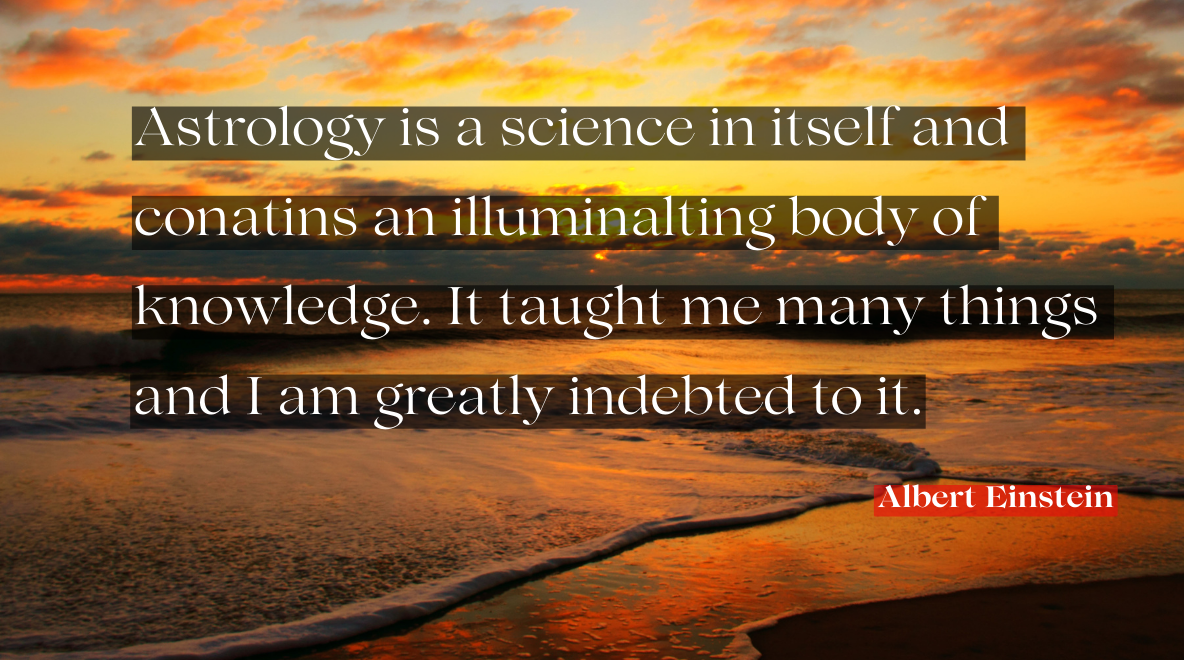 Astrology is a science in itself and
conatins an illuminalting body of
knowledge. It taught me many things
and I am greatly indebted to it.
Albert Einstein